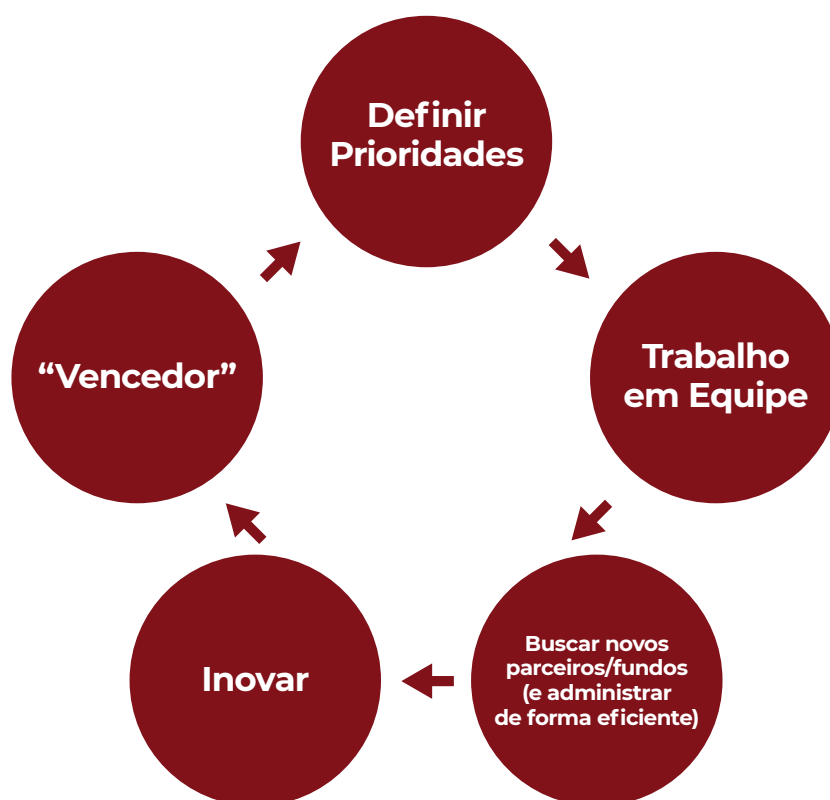 Definir
Prioridades
Trabalho
em Equipe
Buscar novos
parceiros/fundos
(e administrar
de forma eficiente)
Inovar
“Vencedor”